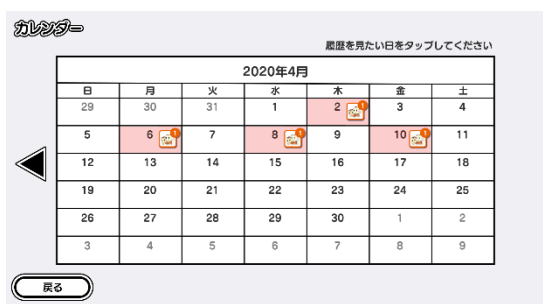 カレンダー
履歴を見たい日をタップしてください
2020年4月
日 月 火 水 木 金 土
29 30 31 1 2 1 3 4
5 6 1 7 8 1 9 10 1 11
12 13 14 15 16 17 18
19 20 21 22 23 24 25
26 27 28 29 30 1 2
3 4 5 6 7 8 9
戻る